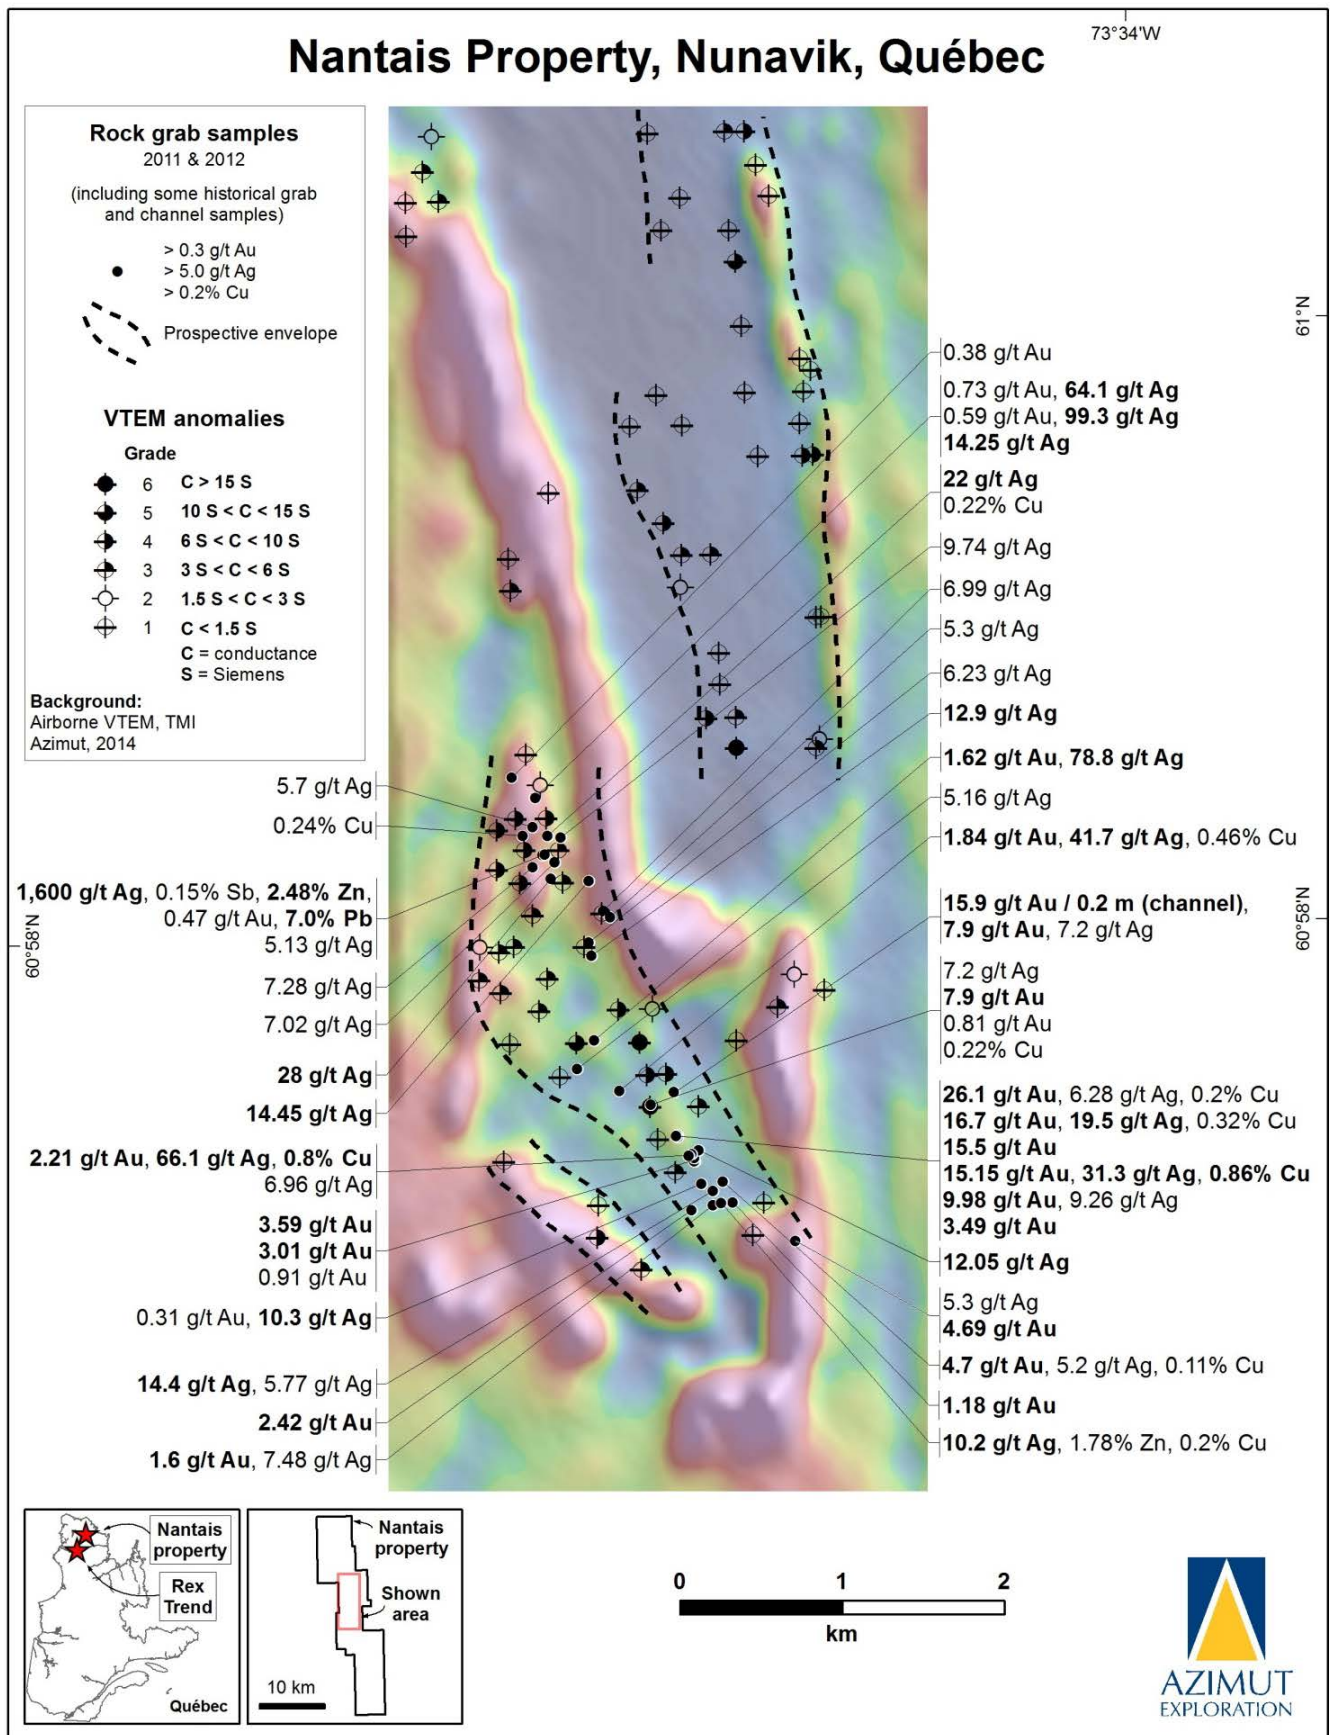 73°34'W
Nantais Property, Nunavik, Québec
Rock grab samples
2011 & 2012
(including some historical grab
and channel samples)
> 0.3 g/t Au
> 5.0 g/t Ag
> 0.2% Cu
Prospective envelope
VTEM anomalies
Grade
6 C > 15 S
5 10 S < C < 15 S
4 6 S < C < 10 S
3 3 S < C < 6 S
2 1.5 S < C < 3 S
1 C < 1.5 S
C = conductance
S = Siemens
Background:
Airborne VTEM, TMI
Azimut, 2014
61°N
60°58'N
60°58'N
5.7 g/t Ag
0.24% Cu
1,600 g/t Ag, 0.15% Sb, 2.48% Zn,
0.47 g/t Au, 7.0% Pb
5.13 g/t Ag
7.28 g/t Ag
7.02 g/t Ag
28 g/t Ag
14.45 g/t Ag
2.21 g/t Au, 66.1 g/t Ag, 0.8% Cu
6.96 g/t Ag
3.59 g/t Au
3.01 g/t Au
0.91 g/t Au
0.31 g/t Au, 10.3 g/t Ag
14.4 g/t Ag, 5.77 g/t Ag
2.42 g/t Au
1.6 g/t Au, 7.48 g/t Ag
0.38 g/t Au
0.73 g/t Au, 64.1 g/t Ag
0.59 g/t Au, 99.3 g/t Ag
14.25 g/t Ag
22 g/t Ag
0.22% Cu
9.74 g/t Ag
6.99 g/t Ag
5.3 g/t Ag
6.23 g/t Ag
12.9 g/t Ag
1.62 g/t Au, 78.8 g/t Ag
5.16 g/t Ag
1.84 g/t Au, 41.7 g/t Ag, 0.46% Cu
15.9 g/t Au / 0.2 m (channel),
7.9 g/t Au, 7.2 g/t Ag
7.2 g/t Ag
7.9 g/t Au
0.81 g/t Au
0.22% Cu
26.1 g/t Au, 6.28 g/t Ag, 0.2% Cu
16.7 g/t Au, 19.5 g/t Ag, 0.32% Cu
15.5 g/t Au
15.15 g/t Au, 31.3 g/t Ag, 0.86% Cu
9.98 g/t Au, 9.26 g/t Ag
3.49 g/t Au
12.05 g/t Ag
5.3 g/t Ag
4.69 g/t Au
4.7 g/t Au, 5.2 g/t Ag, 0.11% Cu
1.18 g/t Au
10.2 g/t Ag, 1.78% Zn, 0.2% Cu
Nantais
property
Rex
Trend
Québec
Nantais
property
Shown
area
10 km
0 1 2
km
AZIMUT
EXPLORATION